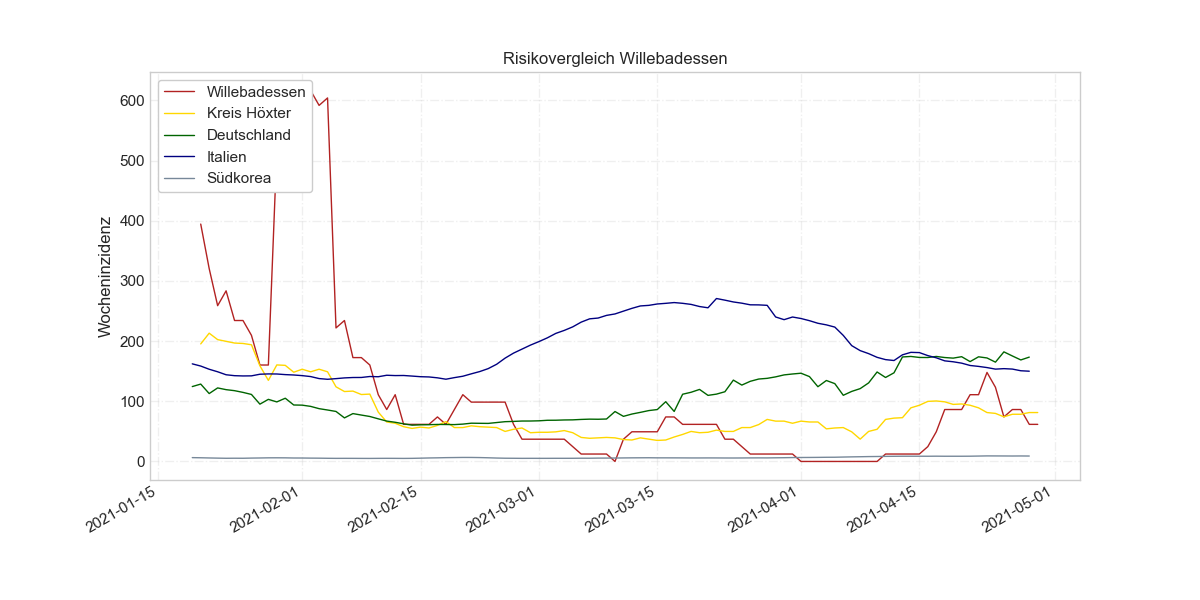 Risikovergleich Willebadessen
Willebadessen
Kreis Höxter
Deutschland
Italien
Südkorea
Wocheninzidenz
600
500
400
300
200
100
0
2021-01-15
2021-02-01
2021-02-15
2021-03-01
2021-03-15
2021-04-01
2021-04-15
2021-05-01